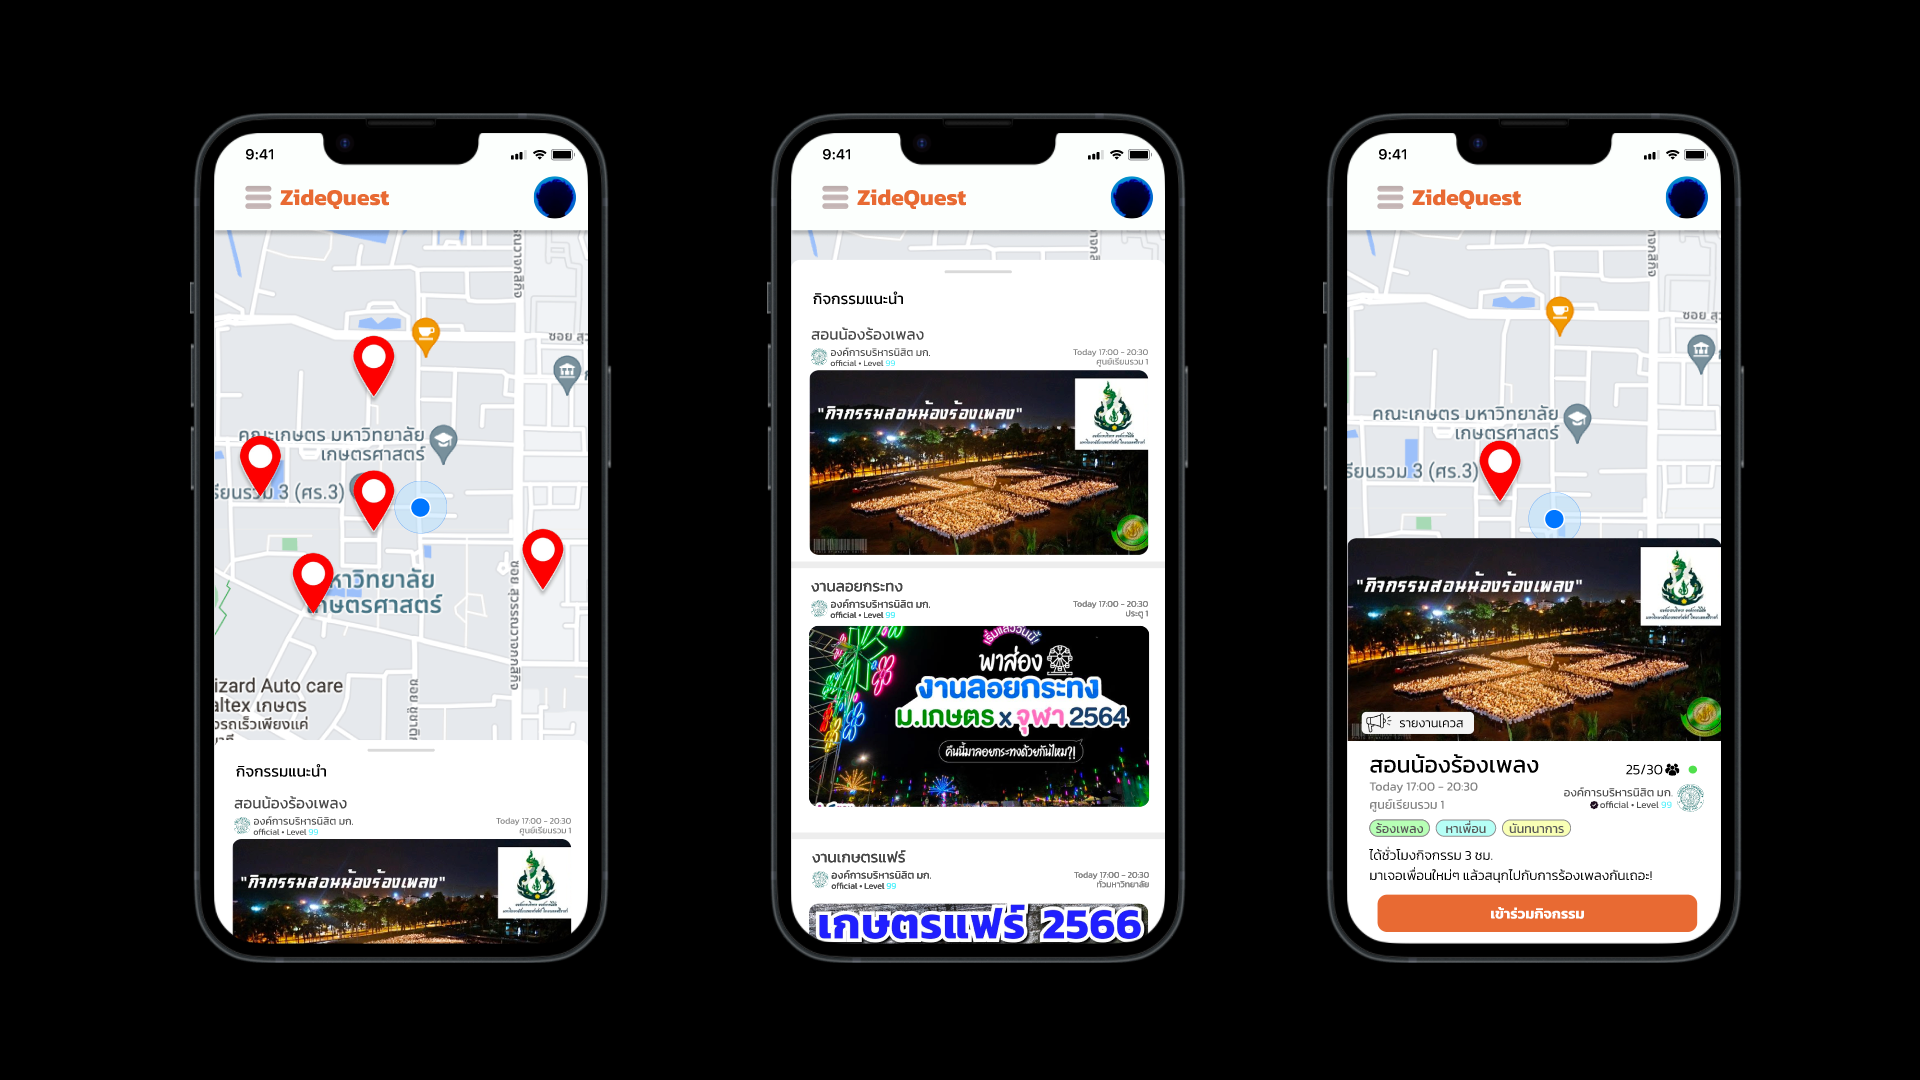 9:41
ZideQuest
ซอย สุว
คณะเกษตร มหาวิทยาลัย
เกษตรศาสตร์
รียนรวม 3 (ศร.3)
หาวิทยาลัย
กษตรศาสตร์
ซอย สุวรรณวาจกกสิกิจ
izard Auto care
altex เกษตร
วรถเร็วเพียงแค่
กิจกรรมแนะนำ
สอนน้องร้องเพลง
องค์การบริหารนิสิต มก.
official • Level 99
Today 17:00 - 20:30
ศูนย์เรียนรวม 1
"กิจกรรมสอนน้องร้องเพลง"
9:41
ZideQuest
กิจกรรมแนะนำ
สอนน้องร้องเพลง
องค์การบริหารนิสิต มก.
official • Level 99
Today 17:00 - 20:30
ศูนย์เรียนรวม 1
"กิจกรรมสอนน้องร้องเพลง"
งานลอยกระทง
องค์การบริหารนิสิต มก.
official • Level 99
Today 17:00 - 20:30
ประตู 1
เริ่มแล้ววันนี้!
พาส่อง
งานลอยกระทง
ม.เกษตร x จุฬา 2564
คืนนี้มาลอยกระทงด้วยกันไหม?!
งานเกษตรแฟร์
องค์การบริหารนิสิต มก.
official • Level 99
Today 17:00 - 20:30
ทั่วมหาวิทยาลัย
เกษตรแฟร์ 2566
9:41
ZideQuest
ซอย สุว
คณะเกษตร มหาวิทยาลัย
เกษตรศาสตร์
รียนรวม 3 (ศร.3)
"กิจกรรมสอนน้องร้องเพลง"
รายงานเควส
สอนน้องร้องเพลง
25/30
Today 17:00 - 20:30
ศูนย์เรียนรวม 1
องค์การบริหารนิสิต มก.
official • Level 99
ร้องเพลง
หาเพื่อน
นันทนาการ
ได้ชั่วโมงกิจกรรม 3 ชม.
มาเจอเพื่อนใหม่ๆ แล้วสนุกไปกับการร้องเพลงกันเถอะ!
เข้าร่วมกิจกรรม